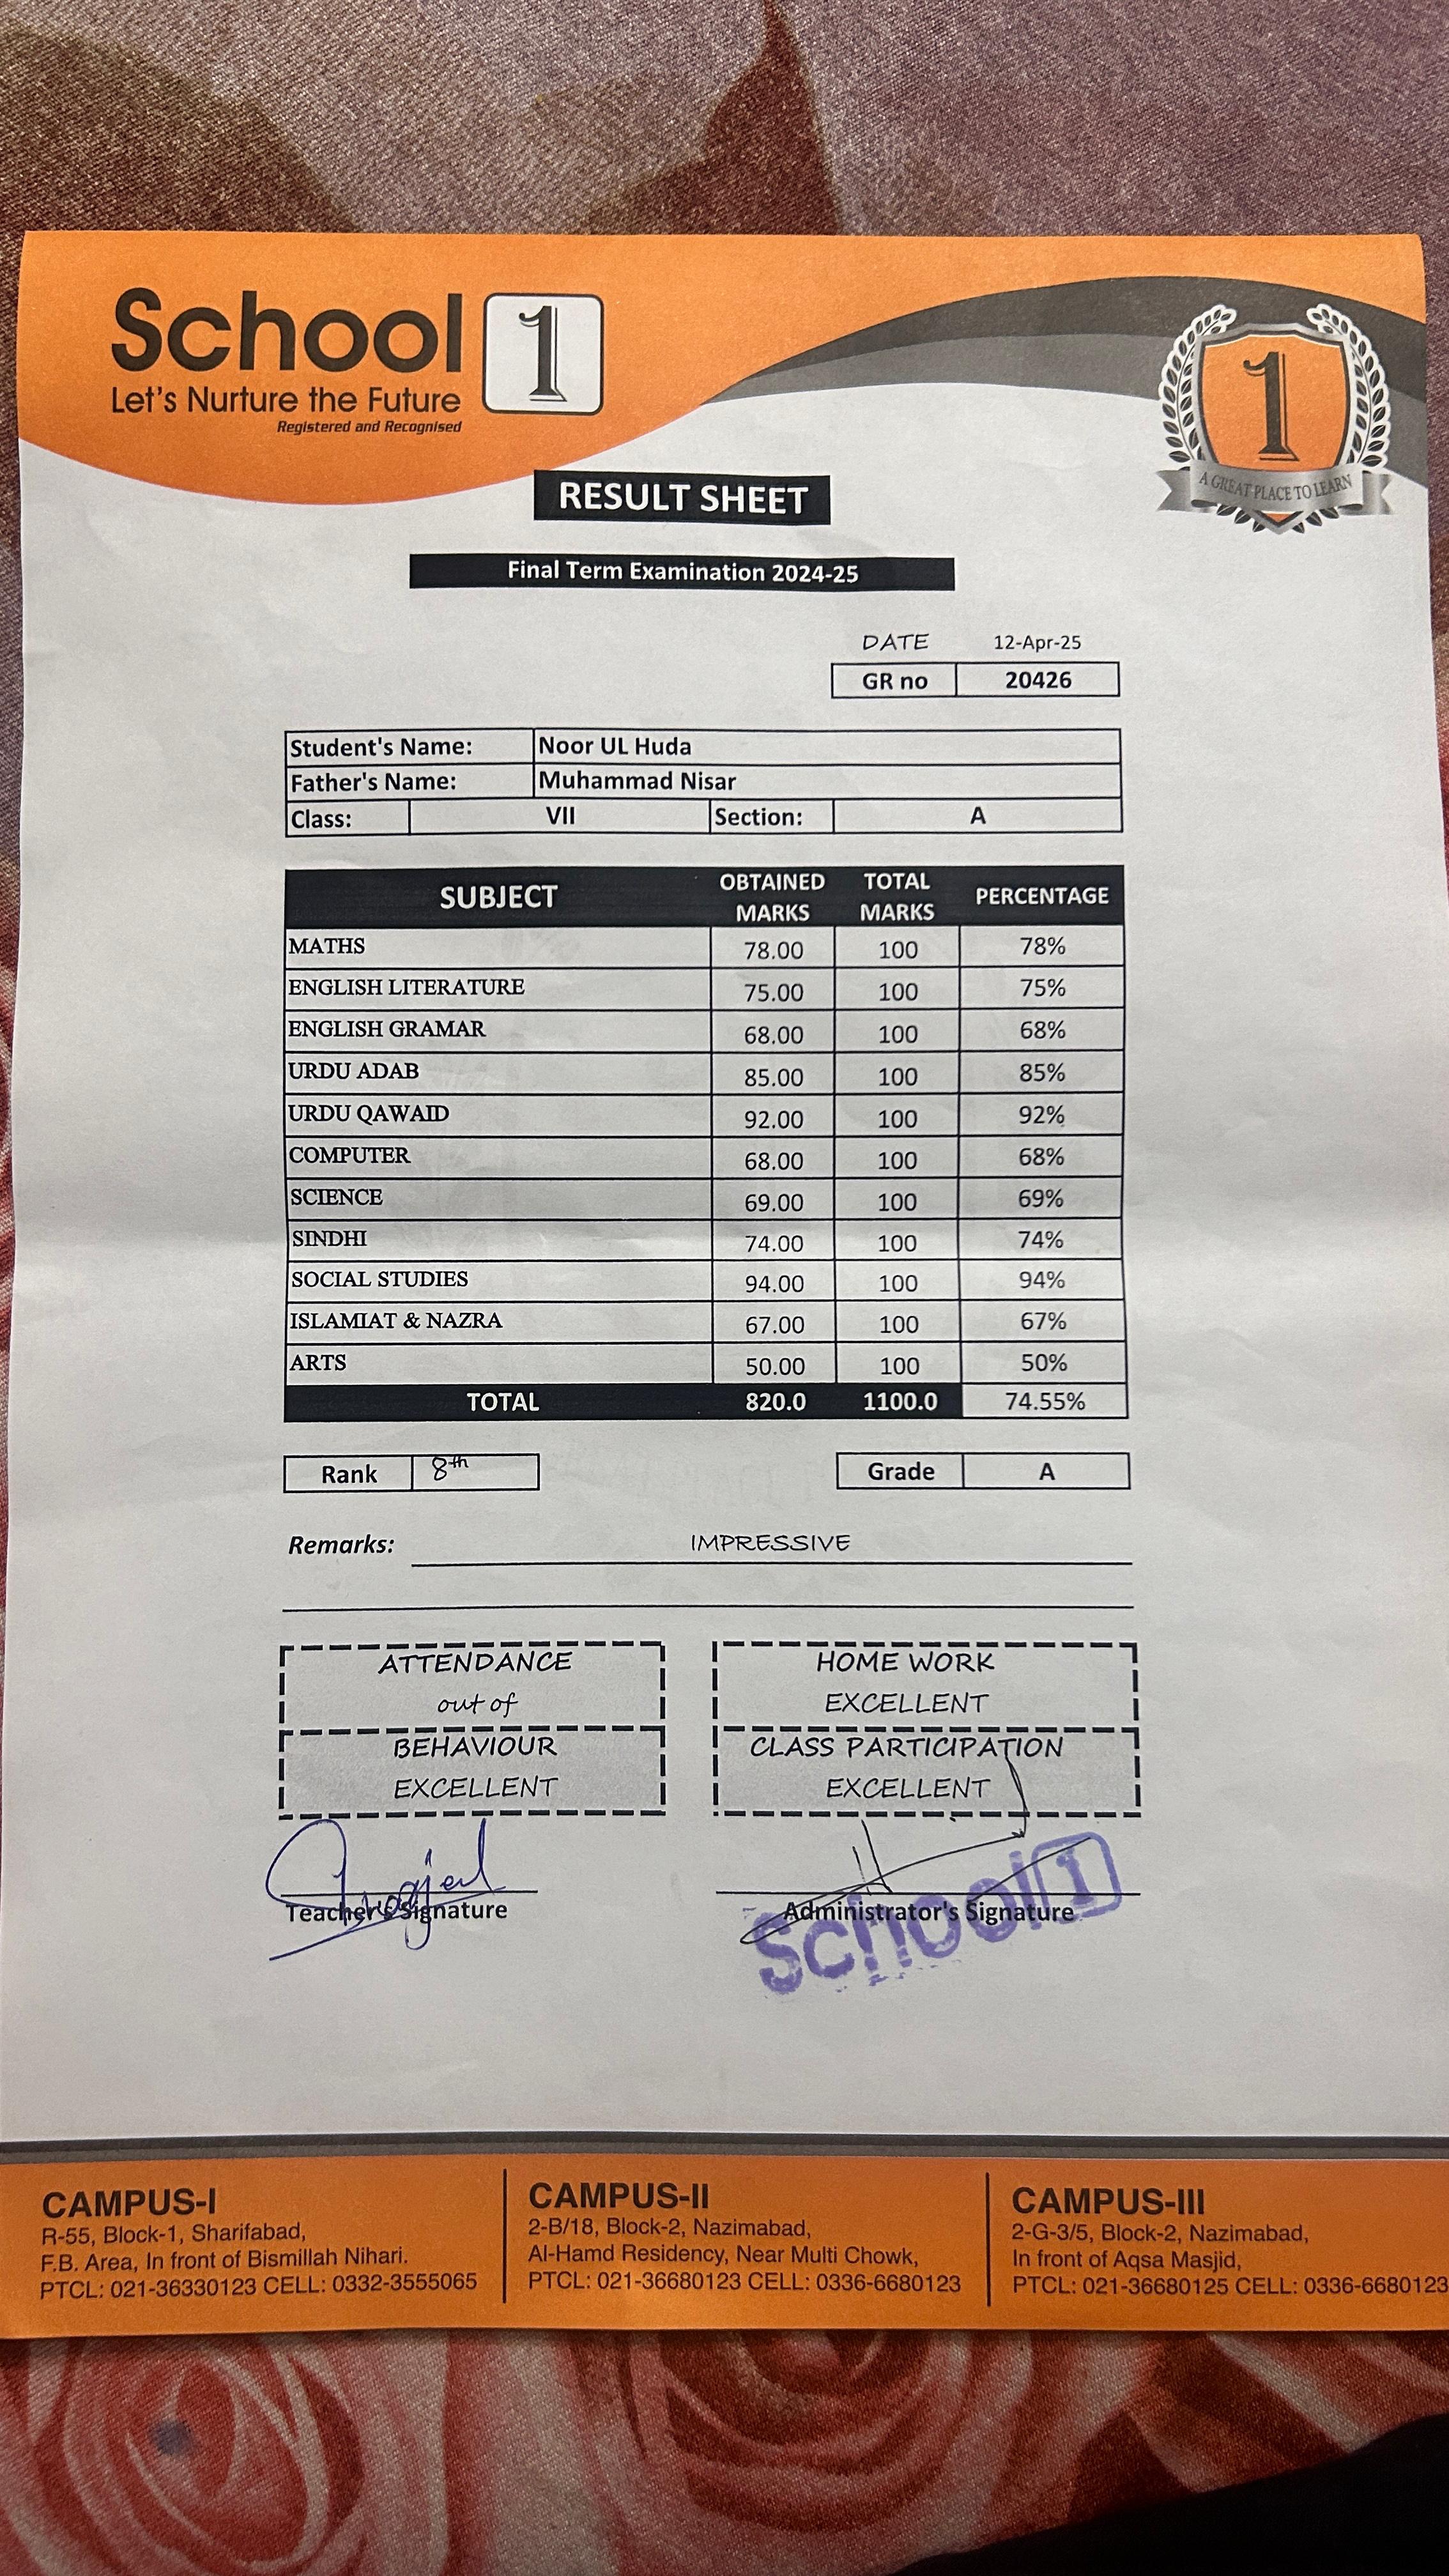 School 1
Let's Nurture the Future
Registered and Recognised
1
A GREAT PLACE TO LEARN
RESULT SHEET
Final Term Examination 2024-25
DATE 12-Apr-25
GR no 20426
Student's Name: Noor UL Huda
Father's Name: Muhammad Nisar
Class: VII Section: A
SUBJECT OBTAINED MARKS TOTAL MARKS PERCENTAGE
MATHS 78.00 100 78%
ENGLISH LITERATURE 75.00 100 75%
ENGLISH GRAMAR 68.00 100 68%
URDU ADAB 85.00 100 85%
URDU QAWAID 92.00 100 92%
COMPUTER 68.00 100 68%
SCIENCE 69.00 100 69%
SINDHI 74.00 100 74%
SOCIAL STUDIES 94.00 100 94%
ISLAMIAT & NAZRA 67.00 100 67%
ARTS 50.00 100 50%
TOTAL 820.0 1100.0 74.55%
Rank 8th Grade A
Remarks: IMPRESSIVE
ATTENDANCE HOME WORK
out of EXCELLENT
BEHAVIOUR CLASS PARTICIPATION
EXCELLENT EXCELLENT
Teacher's Signature Administrator's Signature
School 1
CAMPUS-I
R-55, Block-1, Sharifabad,
F.B. Area, In front of Bismillah Nihari.
PTCL: 021-36330123 CELL: 0332-3555065
CAMPUS-II
2-B/18, Block-2, Nazimabad,
Al-Hamd Residency, Near Multi Chowk,
PTCL: 021-36680123 CELL: 0336-6680123
CAMPUS-III
2-G-3/5, Block-2, Nazimabad,
In front of Aqsa Masjid,
PTCL: 021-36680125 CELL: 0336-6680123